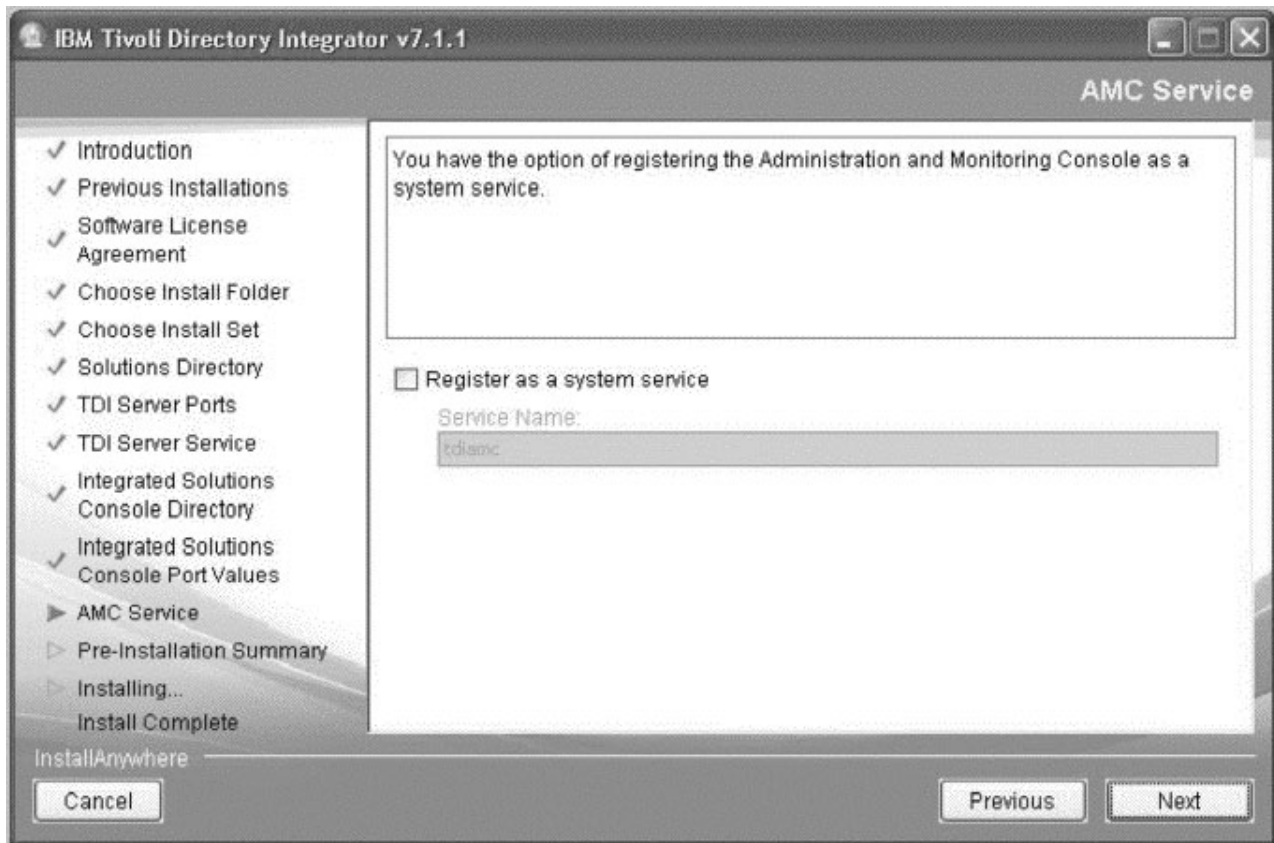 IBM Tivoli Directory Integrator v7.1.1
AMC Service
Introduction
Previous Installations
Software License
Agreement
Choose Install Folder
Choose Install Set
Solutions Directory
TDI Server Ports
TDI Server Service
Integrated Solutions
Console Directory
Integrated Solutions
Console Port Values
AMC Service
Pre-Installation Summary
Installing...
Install Complete
You have the option of registering the Administration and Monitoring Console as a
system service.
Register as a system service
Service Name:
tdiamc
InstallAnywhere
Cancel
Previous
Next